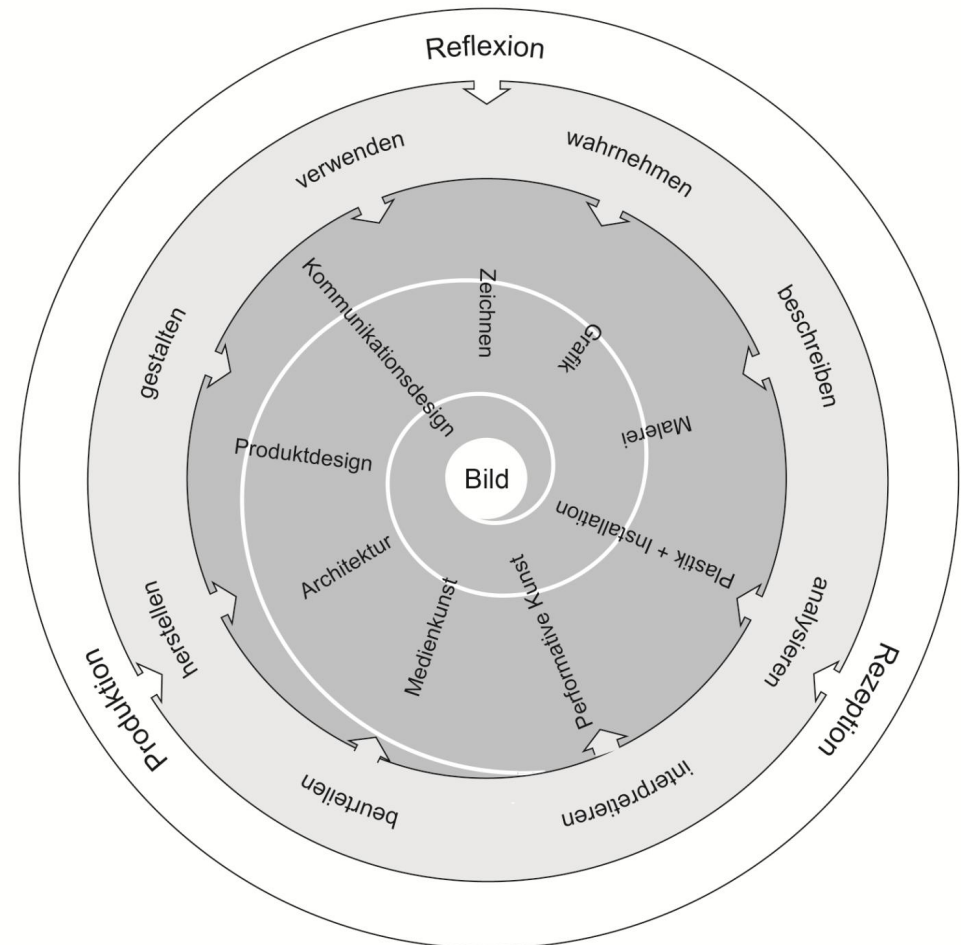 Reflexion
Rezeption
Produktion
wahrnehmen
beschreiben
analysieren
interpretieren
beurteilen
herstellen
gestalten
verwenden
Zeichnen
Grafik
Malerei
Plastik + Installation
Performative Kunst
Medienkunst
Architektur
Produktdesign
Kommunikationsdesign
Bild